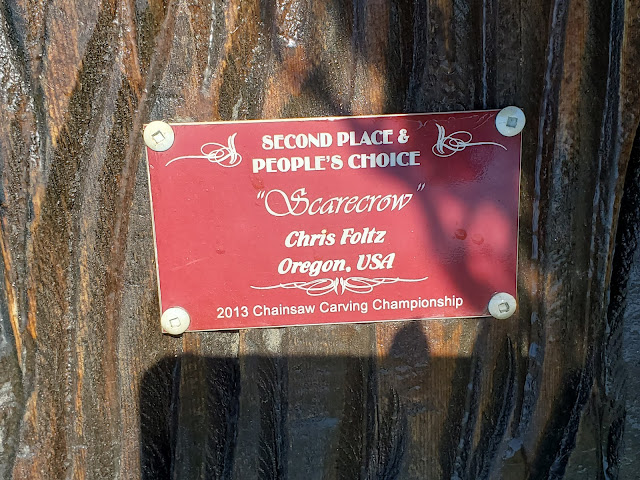 SECOND PLACE &
PEOPLE'S CHOICE
"Scarecrow"
Chris Foltz
Oregon, USA
2013 Chainsaw Carving Championship